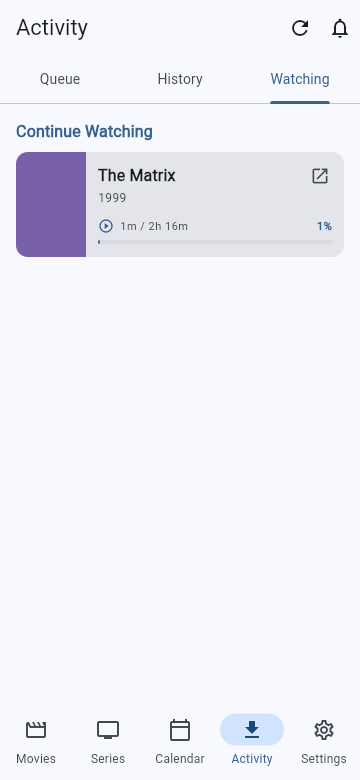 Activity
Queue
History
Watching
Continue Watching
The Matrix
1999
1m / 2h 16m
1%
Movies
Series
Calendar
Activity
Settings